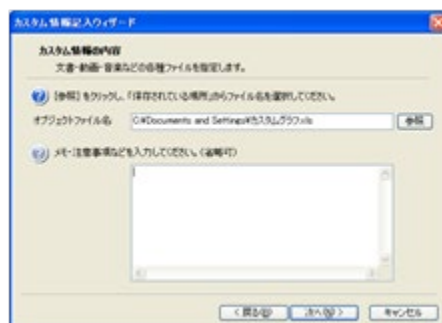 カスタム情報記入ウィザード
カスタム情報の内容
文書・動画・音楽などの各種ファイルを指定します。
[参照]をクリックし、「保存されている場所」からファイル名を選択してください。
オブジェクトファイル名 C:¥Documents and Settings¥カスタムグラフ.xls 参照
メモ・注意事項などを入力してください。(省略可)
< 戻る(B) 次へ(N) > キャンセル